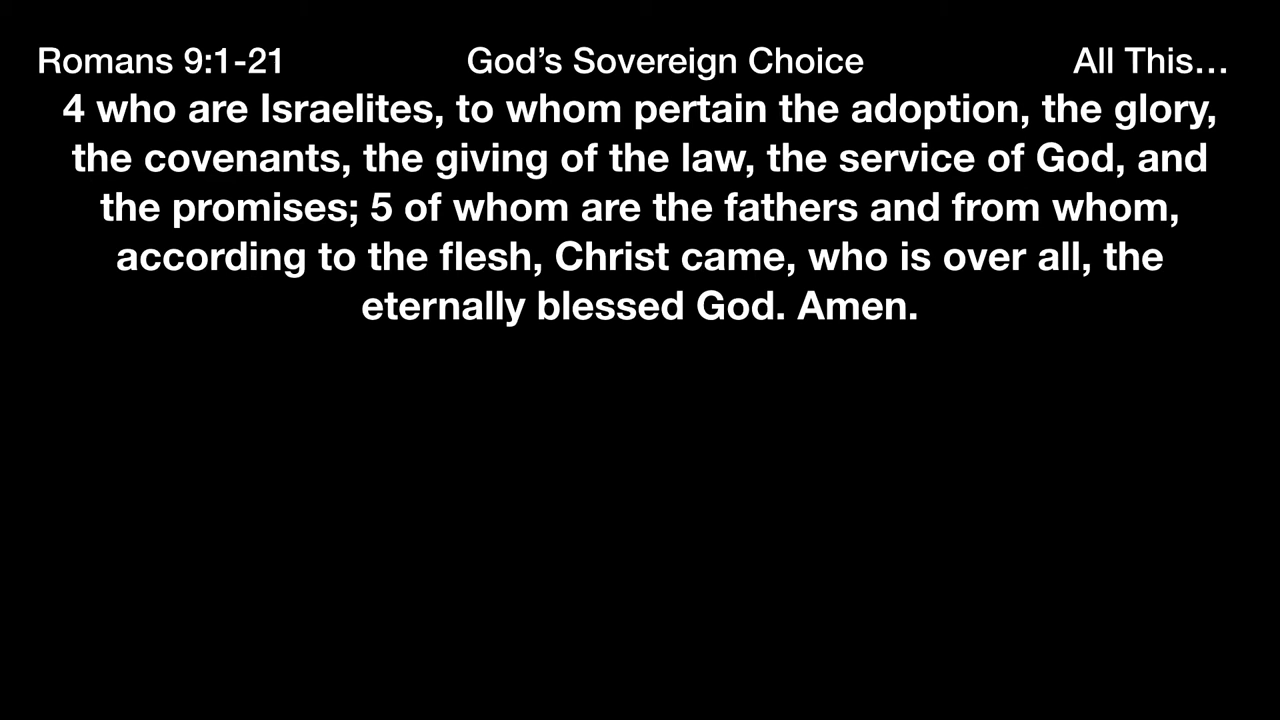 Romans 9:1-21 God’s Sovereign Choice All This…
4 who are Israelites, to whom pertain the adoption, the glory,
the covenants, the giving of the law, the service of God, and
the promises; 5 of whom are the fathers and from whom,
according to the flesh, Christ came, who is over all, the
eternally blessed God. Amen.